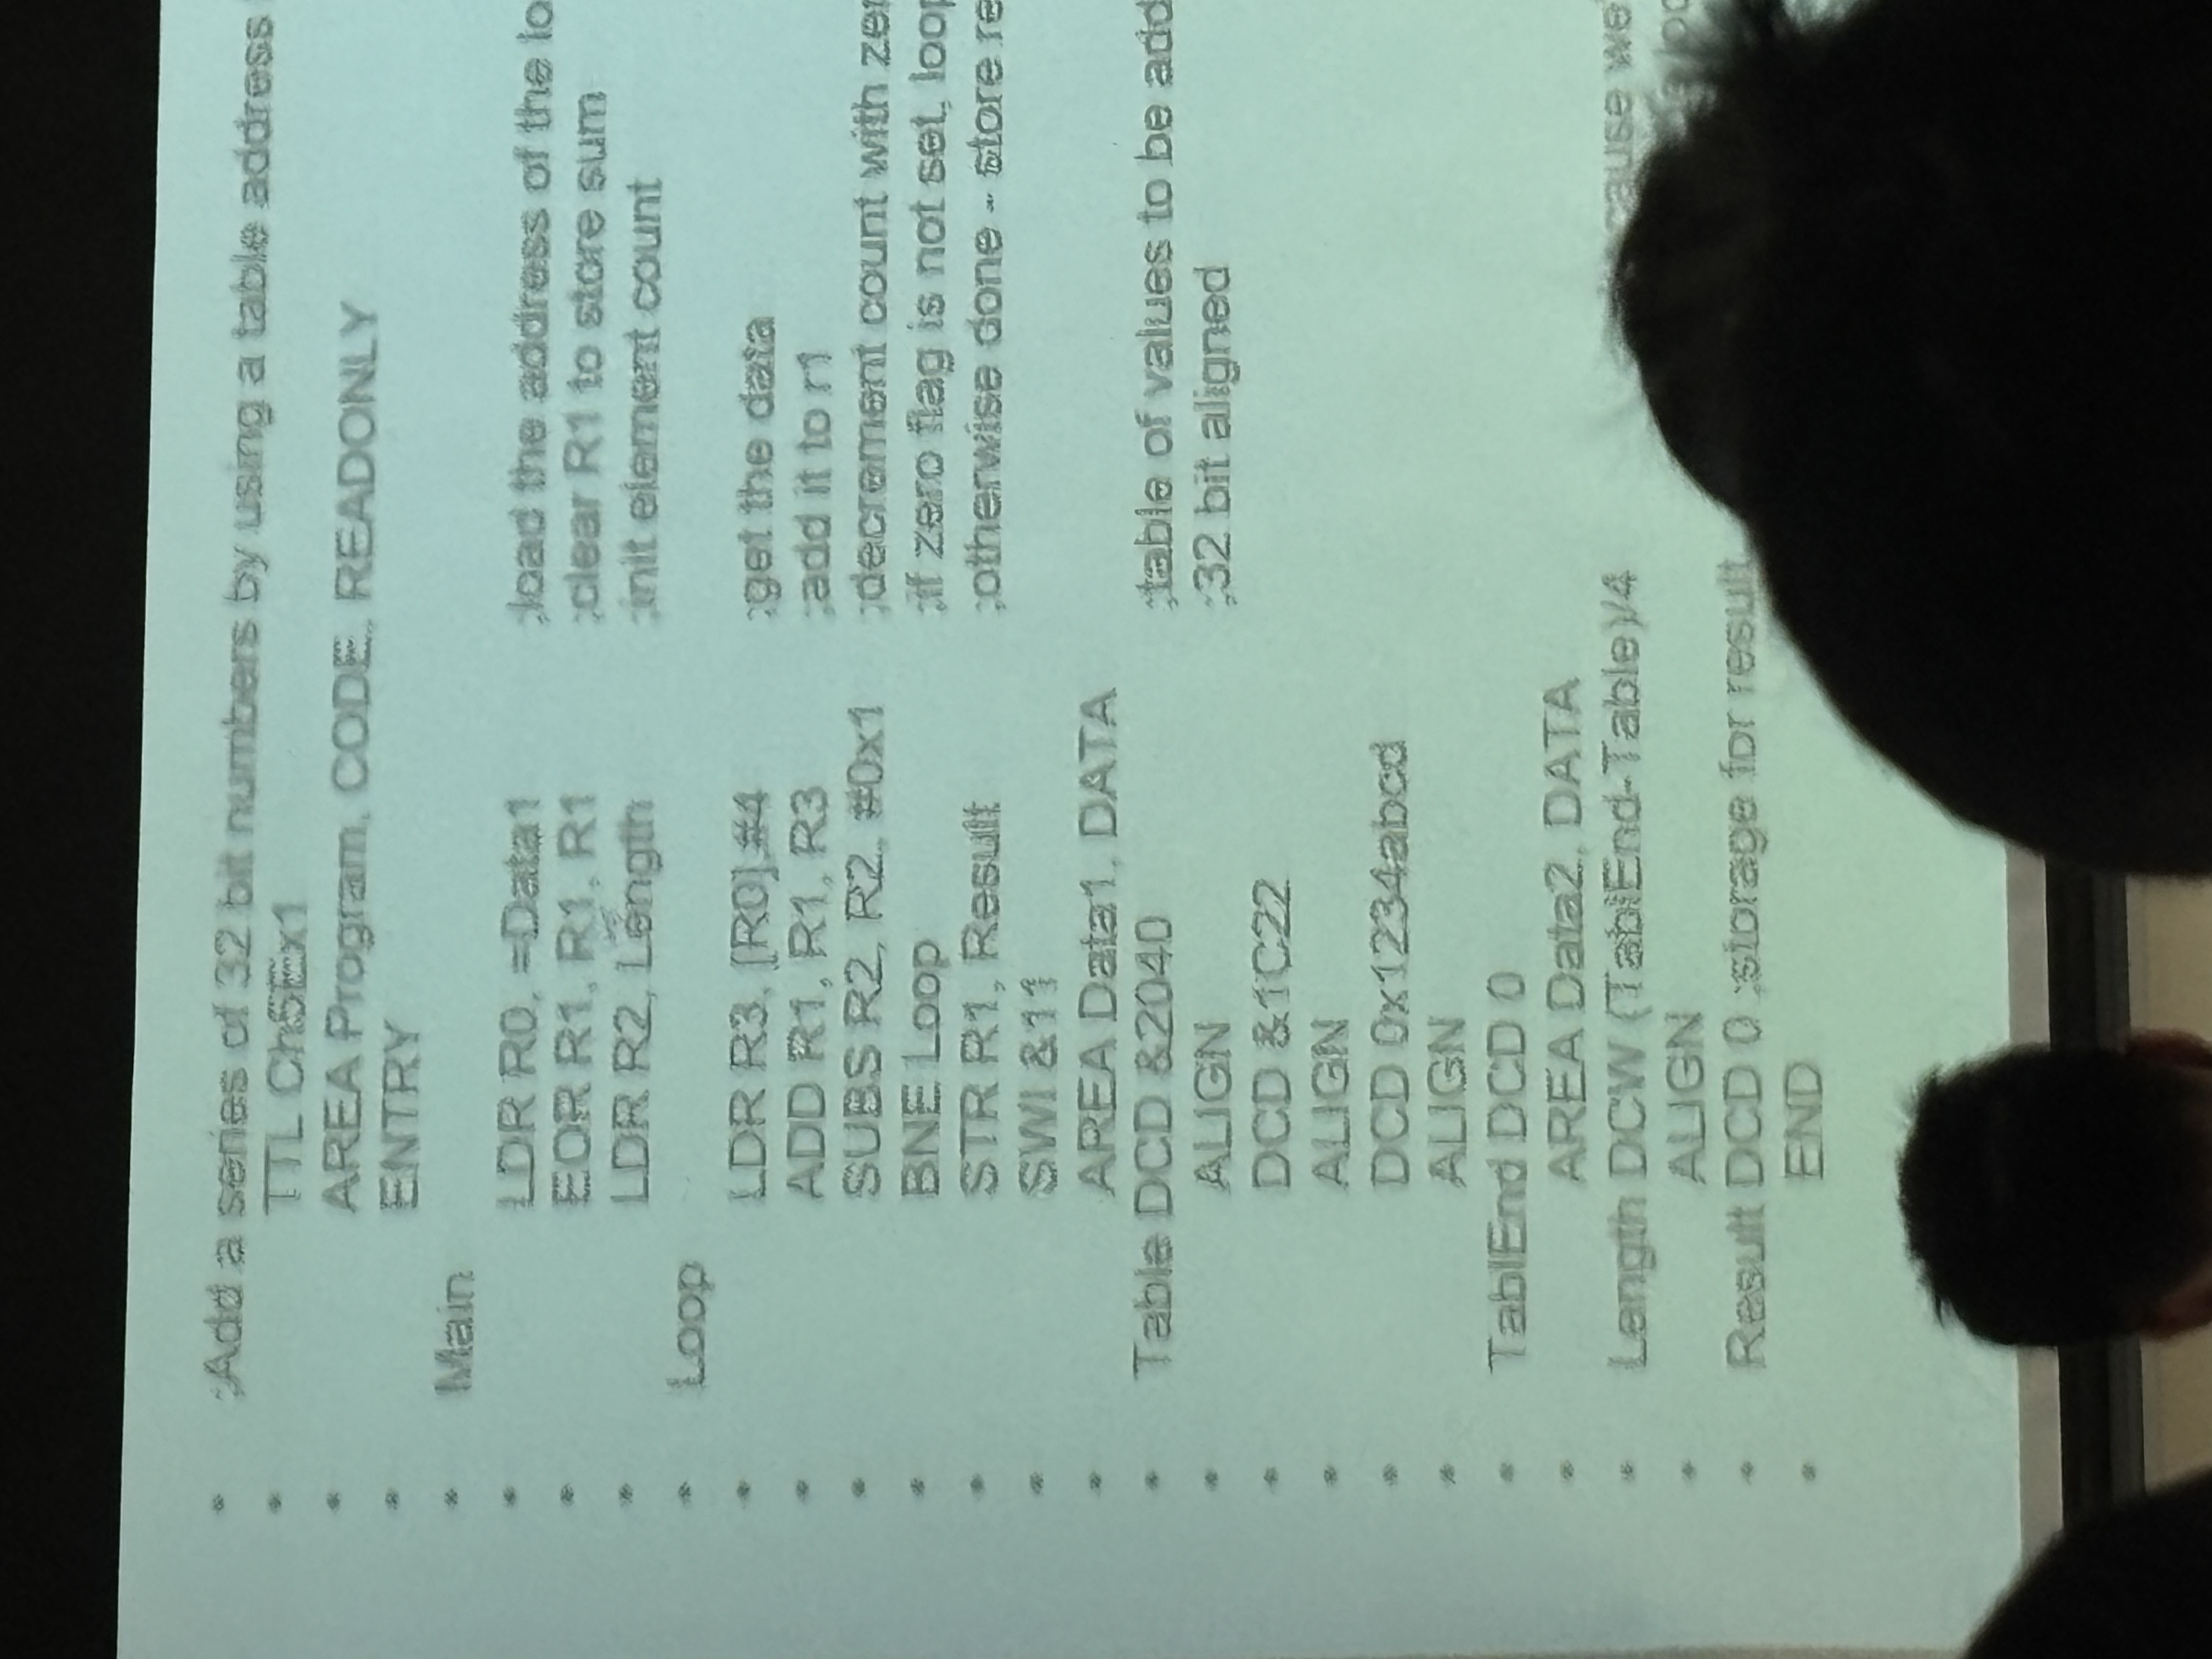 ;Add a series of 32 bit numbers by using a table address
TTL Ch5Ex1
AREA Program, CODE, READONLY
ENTRY
Main
LDR R0, =Data1 ;load the address of the lo
EOR R1, R1, R1 ;clear R1 to store sum
LDR R2, Length ;init element count
Loop
LDR R3, [R0],#4 ;get the data
ADD R1, R1, R3 ;add it to r1
SUBS R2, R2, #0x1 ;decrement count with zer
BNE Loop ;if zero flag is not set, loop
STR R1, Result ;otherwise done - store re
SWI &11
AREA Data1, DATA
Table DCD &2040 ;table of values to be add
ALIGN ;32 bit aligned
DCD &1C22
ALIGN
DCD 0x1234abcd
ALIGN
TablEnd DCD 0
AREA Data2, DATA
Length DCW (TablEnd-Table)/4 cause we'
ALIGN
Result DCD 0 ;storage for result
END